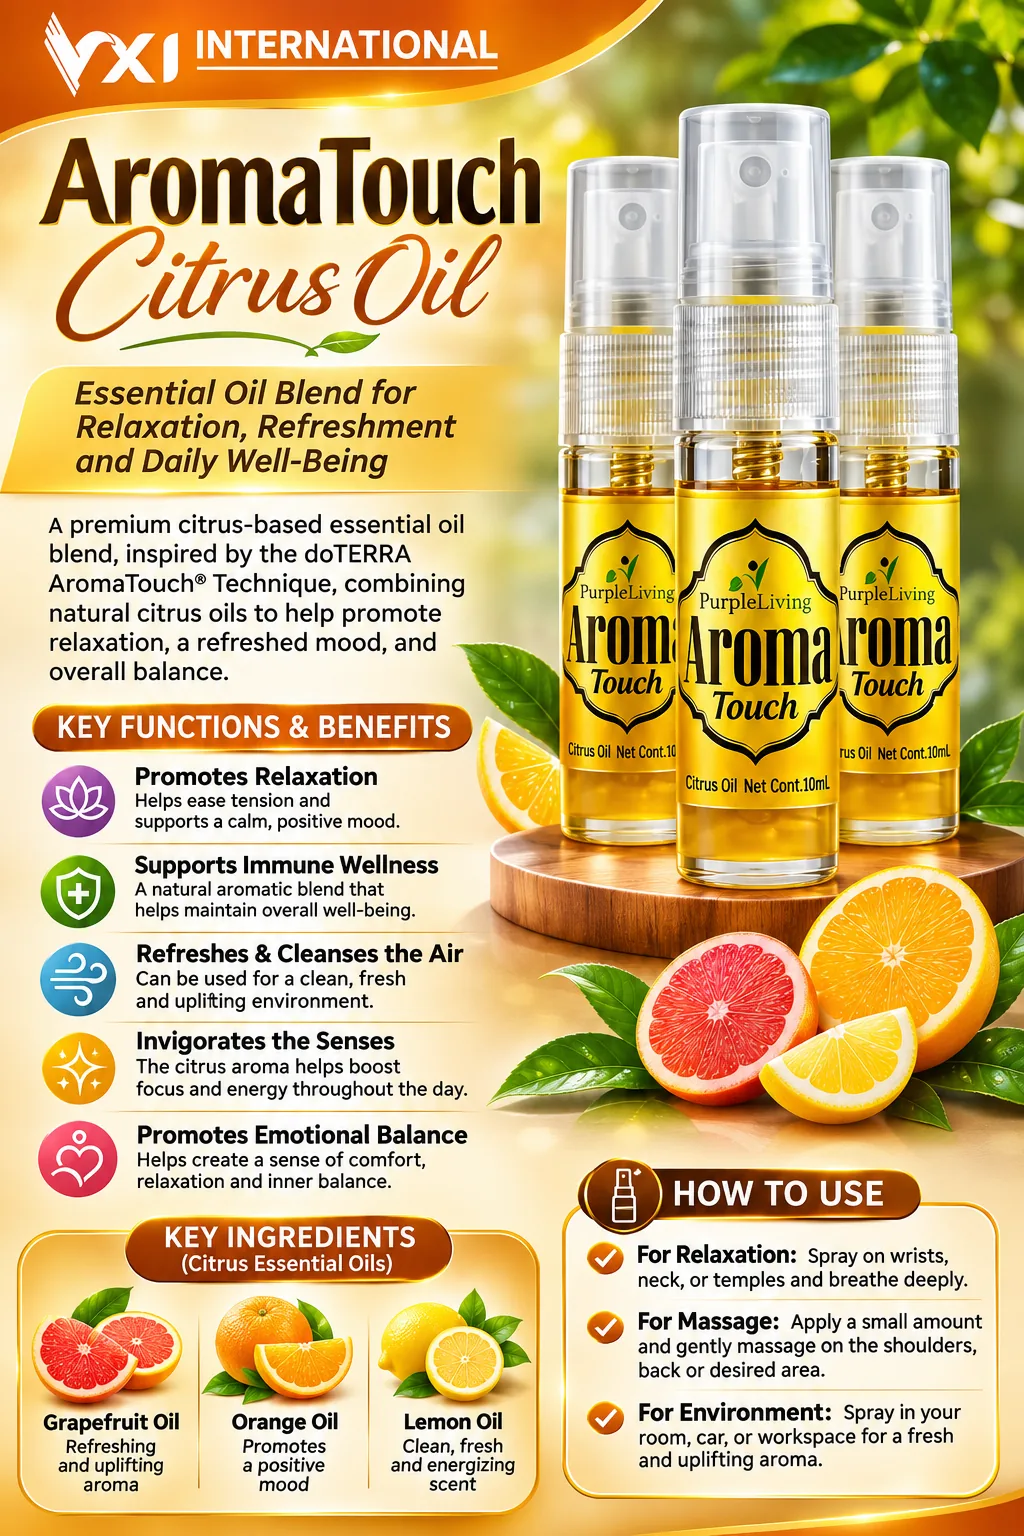 VXI INTERNATIONAL
AromaTouch
Citrus Oil
Essential Oil Blend for
Relaxation, Refreshment
and Daily Well-Being
A premium citrus-based essential oil
blend, inspired by the doTERRA
AromaTouch® Technique, combining
natural citrus oils to help promote
relaxation, a refreshed mood, and
overall balance.
PurpleLiving
Aroma
Touch
Citrus Oil Net Cont.10
PurpleLiving
Aroma
Touch
Citrus Oil Net Cont.10mL
PurpleLiving
Aroma
Touch
rus Oil Net Cont.10mL
KEY FUNCTIONS & BENEFITS
Promotes Relaxation
Helps ease tension and
supports a calm, positive mood.
Supports Immune Wellness
A natural aromatic blend that
helps maintain overall well-being.
Refreshes & Cleanses the Air
Can be used for a clean, fresh
and uplifting environment.
Invigorates the Senses
The citrus aroma helps boost
focus and energy throughout the day.
Promotes Emotional Balance
Helps create a sense of comfort,
relaxation and inner balance.
KEY INGREDIENTS
(Citrus Essential Oils)
Grapefruit Oil
Refreshing
and uplifting
aroma
Orange Oil
Promotes
a positive
mood
Lemon Oil
Clean, fresh
and energizing
scent
HOW TO USE
For Relaxation: Spray on wrists,
neck, or temples and breathe deeply.
For Massage: Apply a small amount
and gently massage on the shoulders,
back or desired area.
For Environment: Spray in your
room, car, or workspace for a fresh
and uplifting aroma.